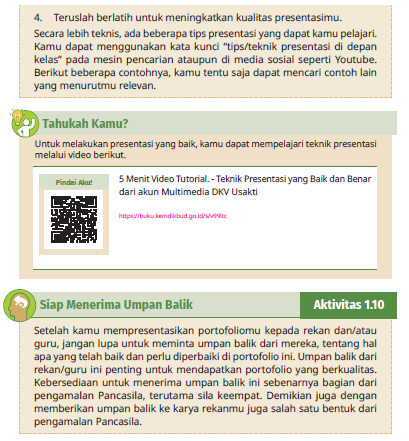 4. Teruslah berlatih untuk meningkatkan kualitas presentasimu.
Secara lebih teknis, ada beberapa tips presentasi yang dapat kamu pelajari.
Kamu dapat menggunakan kata kunci “tips/teknik presentasi di depan
kelas” pada mesin pencarian ataupun di media sosial seperti Youtube.
Berikut beberapa contohnya, kamu tentu saja dapat mencari contoh lain
yang menurutmu relevan.
Tahukah Kamu?
Untuk melakukan presentasi yang baik, kamu dapat mempelajari teknik presentasi
melalui video berikut.
Pindai Aku!
5 Menit Video Tutorial. - Teknik Presentasi yang Baik dan Benar
dari akun Multimedia DKV Usakti
Siap Menerima Umpan Balik
Aktivitas 1.10
Setelah kamu mempresentasikan portofoliomu kepada rekan dan/atau
guru, jangan lupa untuk meminta umpan balik dari mereka, tentang hal
apa yang telah baik dan perlu diperbaiki di portofolio ini. Umpan balik dari
rekan/guru ini penting untuk mendapatkan portofolio yang berkualitas.
Kebersediaan untuk menerima umpan balik ini sebenarnya bagian dari
pengamalan Pancasila, terutama sila keempat. Demikian juga dengan
memberikan umpan balik ke karya rekanmu juga salah satu bentuk dari
pengamalan Pancasila.